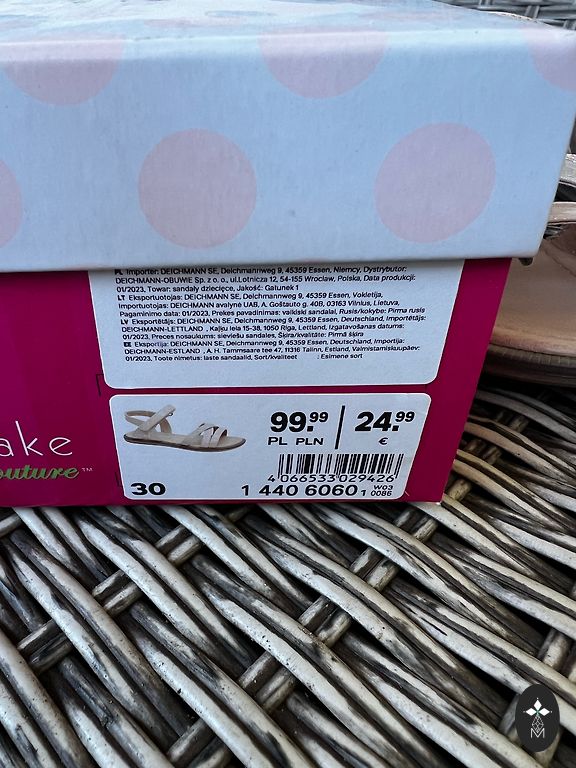 PL Importer: DEICHMANN SE, Deichmannweg 9, 45359 Essen, Niemcy, Dystrybutor:
DEICHMANN-OBUWIE Sp. z o. o., ul.Lotnicza 12, 54-155 Wroclaw, Polska, Data produkcji:
01/2023, Towar: sandały dziecięce, Jakość: Gatunek 1
LT Eksportuotojas: DEICHMANN SE, Deichmannweg 9, 45359 Essen, Vokietija,
Importuotojas: DEICHMANN avalynė UAB, A. Goštauto g. 40B, 03163 Vilnius, Lietuva,
Pagaminimo data: 01/2023, Prekes pavadinimas: vaikiski sandalai, Rusis/kokybe: Pirma rusis
LV Eksportētājs: DEICHMANN SE, Deichmannweg 9, 45359 Essen, Deutschland, Importētājs:
DEICHMANN-LETTLAND , Kaļķu iela 15-38, 1050 Riga, Lettland, Izgatavošanas datums:
01/2023, Preces nosaukums: sieviešu sandales, Šķira/kvalitāte: Pirmā šķira
EE Eksportija: DEICHMANN SE, Deichmannweg 9, 45359 Essen, Deutschland, Importija :
DEICHMANN-ESTLAND , A. H. Tammsaare tee 47, 11316 Talinn, Estland, Valmistamiskuupäev:
01/2023, Toote nimetus: laste sandaalid , Sort/kvaliteet : Esimene sort
ake
outure™
99.99 24.99
PL PLN €
4 066533 029426
30 1 440 6060 1 W03 0086
M